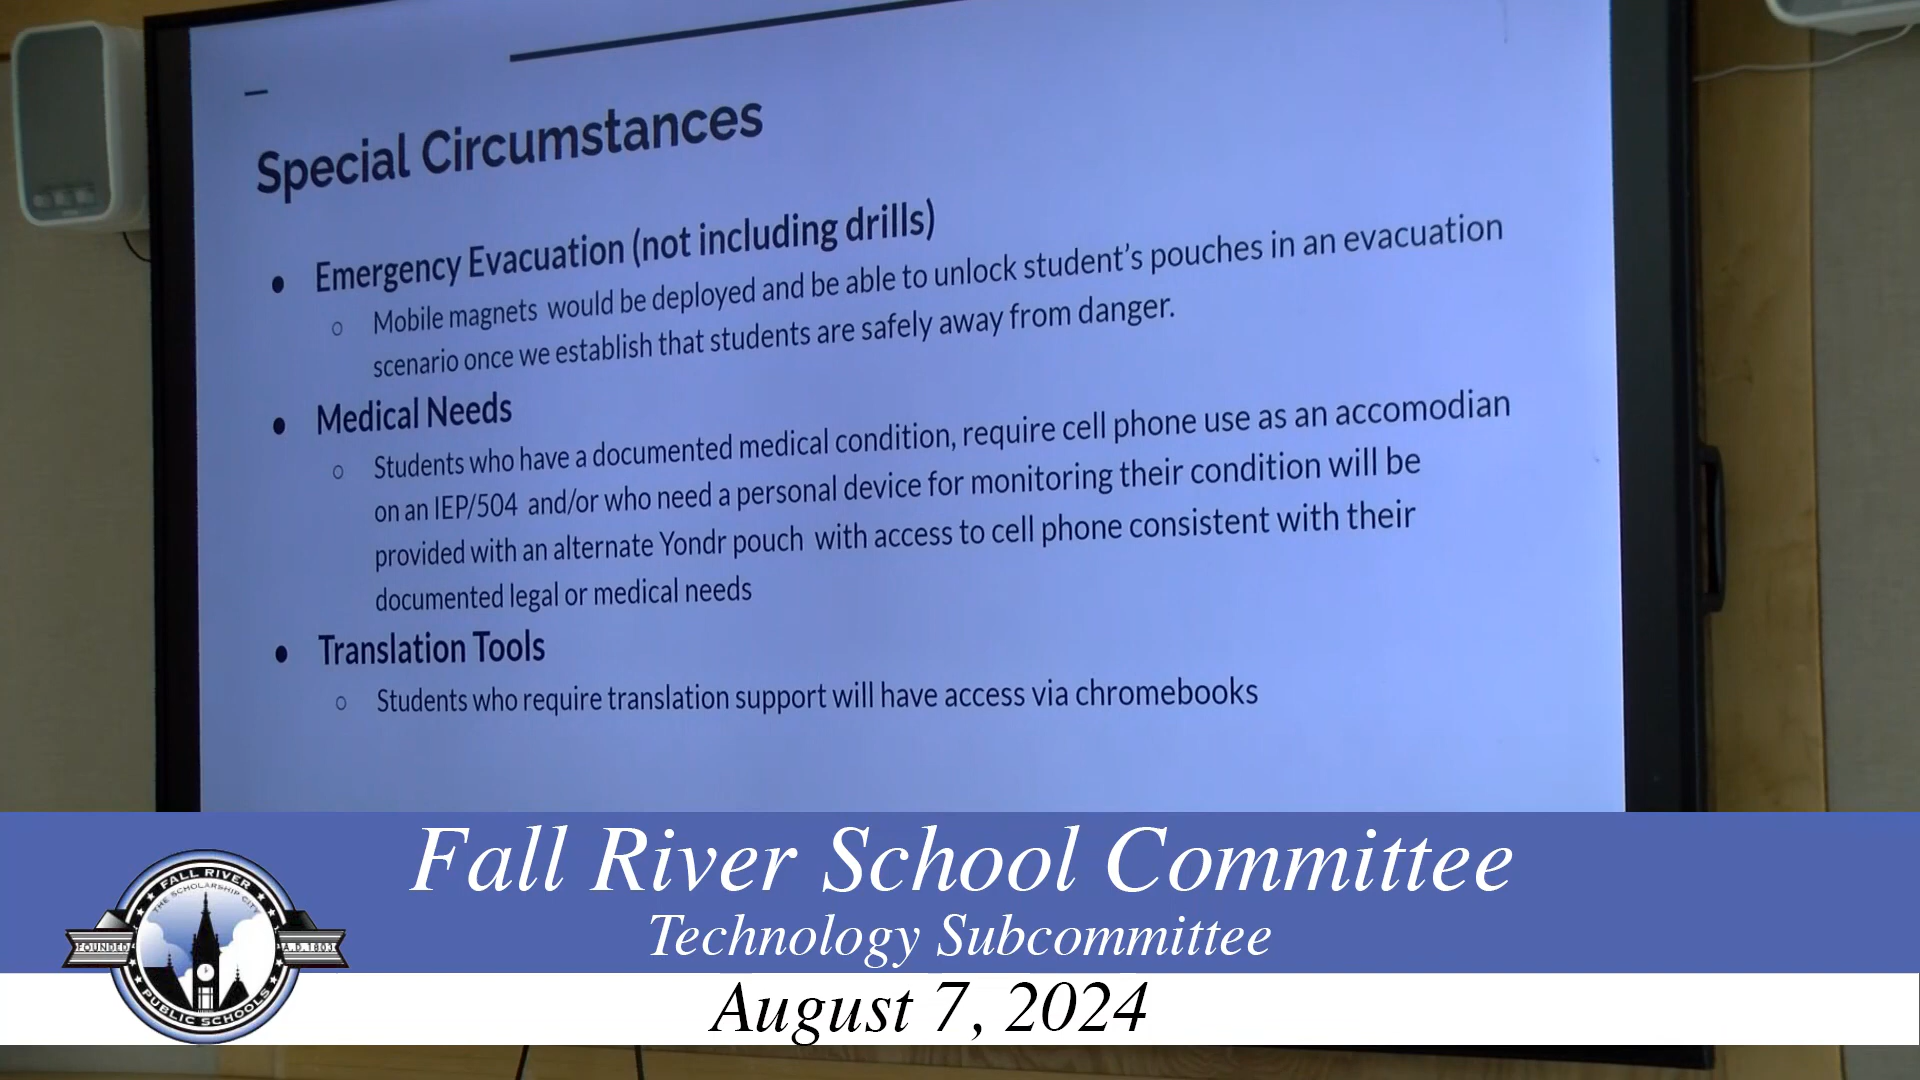 Special Circumstances
● Emergency Evacuation (not including drills)
○ Mobile magnets would be deployed and be able to unlock student's pouches in an evacuation
scenario once we establish that students are safely away from danger.
● Medical Needs
○ Students who have a documented medical condition, require cell phone use as an accomodian
on an IEP/504 and/or who need a personal device for monitoring their condition will be
provided with an alternate Yondr pouch with access to cell phone consistent with their
documented legal or medical needs
● Translation Tools
○ Students who require translation support will have access via chromebooks
Fall River School Committee
Technology Subcommittee
August 7, 2024
FALL RIVER
THE SCHOLARSHIP CITY
FOUNDED
A.D. 1803
PUBLIC SCHOOLS